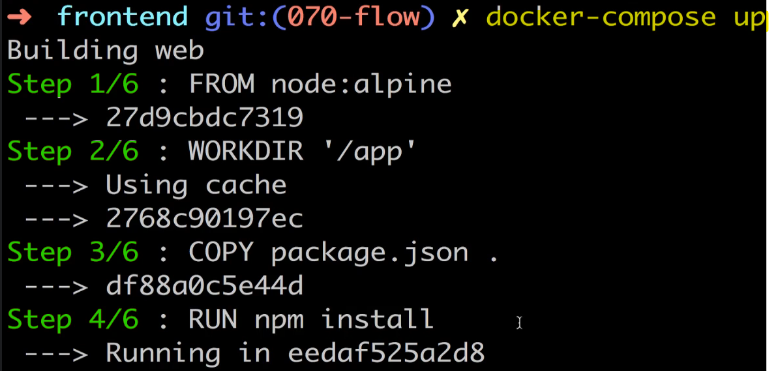 ➜  frontend git:(070-flow) ✗ docker-compose up
Building web
Step 1/6 : FROM node:alpine
 ---> 27d9cbdc7319
Step 2/6 : WORKDIR '/app'
 ---> Using cache
 ---> 2768c90197ec
Step 3/6 : COPY package.json .
 ---> df88a0c5e44d
Step 4/6 : RUN npm install
 ---> Running in eedaf525a2d8